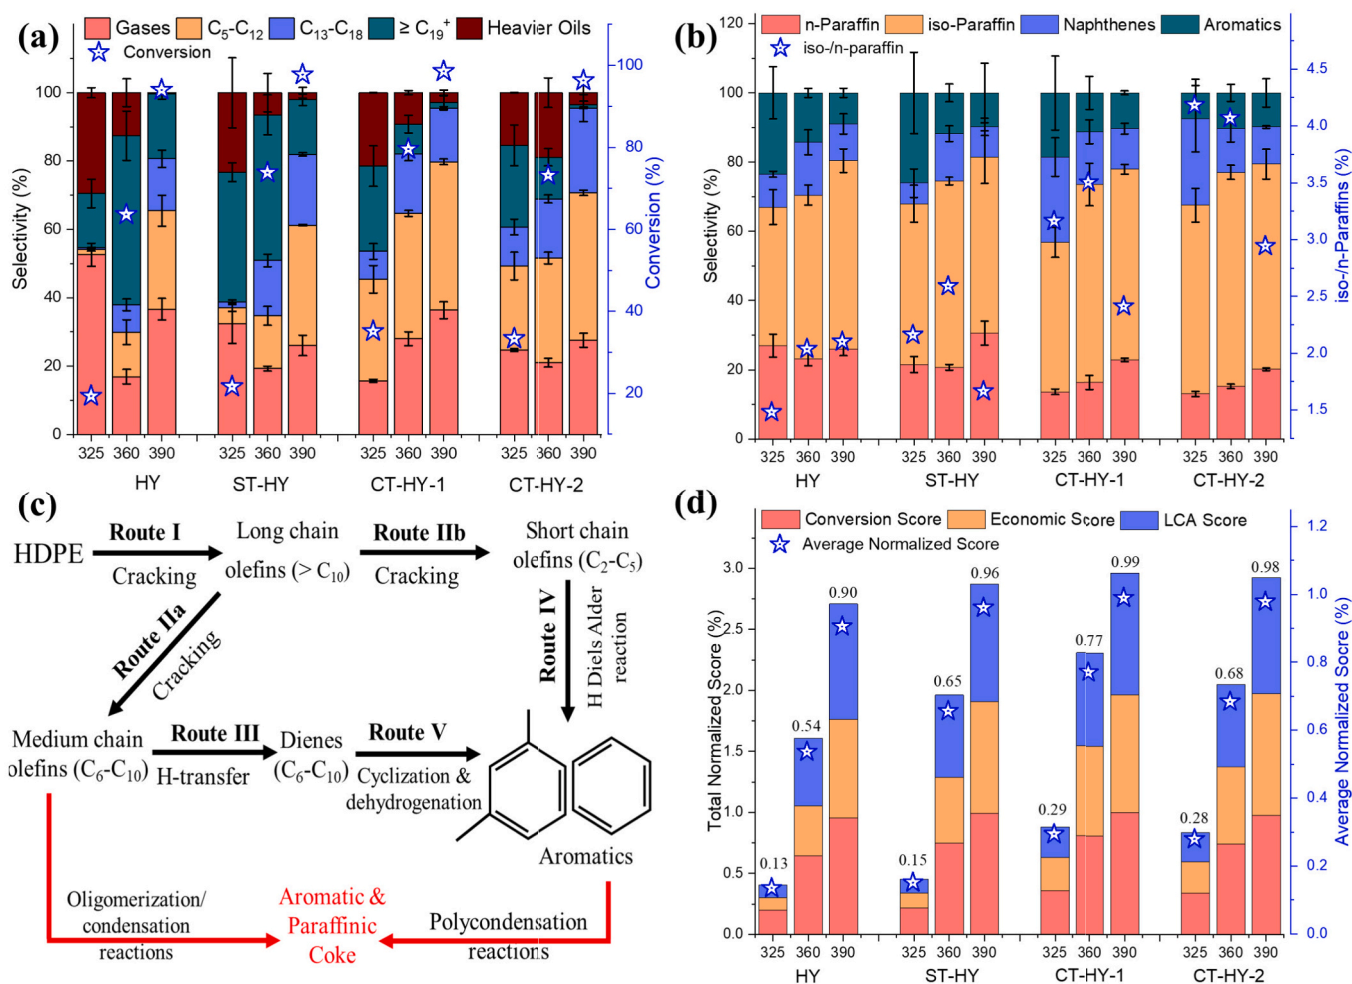 (a)
Gases C₅-C₁₂ C₁₃-C₁₈ ≥ C₁₉⁺ Heavier Oils
Conversion
Selectivity (%)
0 20 40 60 80 100
Conversion (%)
20 40 60 80 100
325 360 390 325 360 390 325 360 390 325 360 390
HY ST-HY CT-HY-1 CT-HY-2
(b)
n-Paraffin iso-Paraffin Naphthenes Aromatics
iso-/n-paraffin
Selectivity (%)
0 20 40 60 80 100 120
iso-/n-Paraffins (%)
1.5 2.0 2.5 3.0 3.5 4.0 4.5
325 360 390 325 360 390 325 360 390 325 360 390
HY ST-HY CT-HY-1 CT-HY-2
(c)
HDPE
Route I
Cracking
Long chain
olefins (> C₁₀)
Route IIb
Cracking
Short chain
olefins (C₂-C₅)
Route IIa
Cracking
Route IV
H Diels Alder
reaction
Medium chain
olefins (C₆-C₁₀)
Route III
H-transfer
Dienes
(C₆-C₁₀)
Route V
Cyclization &
dehydrogenation
Aromatics
Oligomerization/
condensation
reactions
Aromatic &
Paraffinic
Coke
Polycondensation
reactions
(d)
Conversion Score Economic Score LCA Score
Average Normalized Score
Total Normalized Score (%)
0.0 0.5 1.0 1.5 2.0 2.5 3.0
Average Normalized Socre (%)
0.0 0.2 0.4 0.6 0.8 1.0 1.2
0.13 0.54 0.90 0.15 0.65 0.96 0.29 0.77 0.99 0.28 0.68 0.98
325 360 390 325 360 390 325 360 390 325 360 390
HY ST-HY CT-HY-1 CT-HY-2